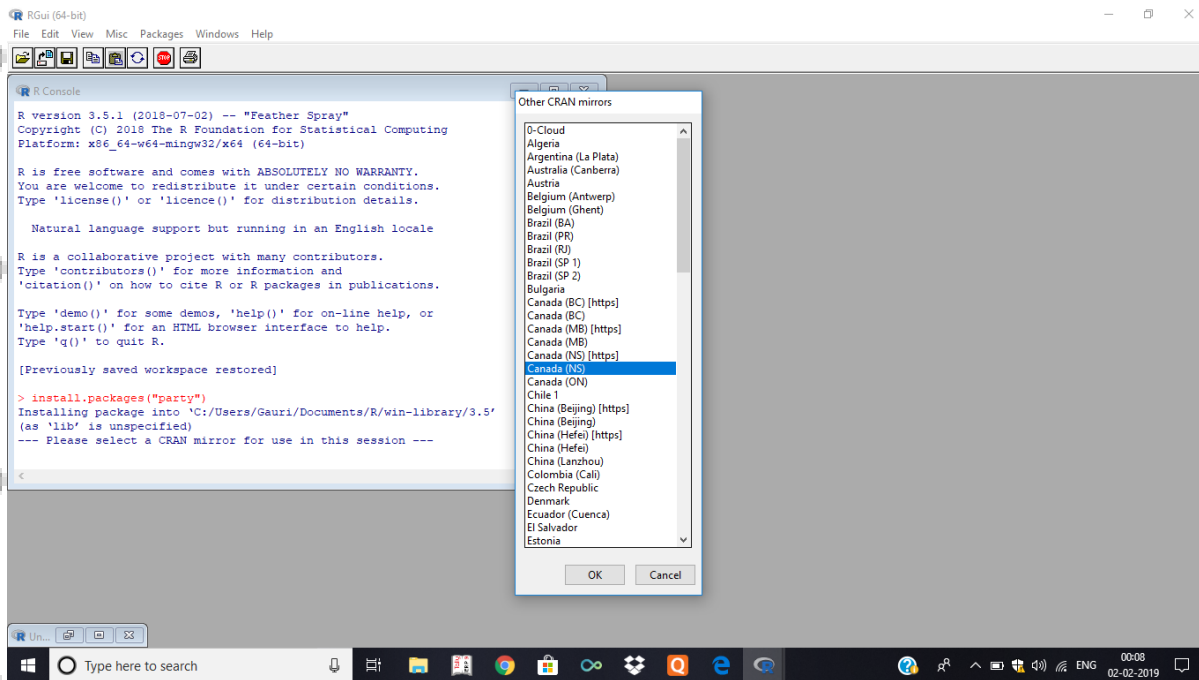 RGui (64-bit)
File Edit View Misc Packages Windows Help
STOP
R Console
R version 3.5.1 (2018-07-02) -- "Feather Spray"
Copyright (C) 2018 The R Foundation for Statistical Computing
Platform: x86_64-w64-mingw32/x64 (64-bit)
R is free software and comes with ABSOLUTELY NO WARRANTY.
You are welcome to redistribute it under certain conditions.
Type 'license()' or 'licence()' for distribution details.
Natural language support but running in an English locale
R is a collaborative project with many contributors.
Type 'contributors()' for more information and
'citation()' on how to cite R or R packages in publications.
Type 'demo()' for some demos, 'help()' for on-line help, or
'help.start()' for an HTML browser interface to help.
Type 'q()' to quit R.
[Previously saved workspace restored]
> install.packages("party")
Installing package into ‘C:/Users/Gauri/Documents/R/win-library/3.5’
(as ‘lib’ is unspecified)
--- Please select a CRAN mirror for use in this session ---
Other CRAN mirrors
0-Cloud
Algeria
Argentina (La Plata)
Australia (Canberra)
Austria
Belgium (Antwerp)
Belgium (Ghent)
Brazil (BA)
Brazil (PR)
Brazil (RJ)
Brazil (SP 1)
Brazil (SP 2)
Bulgaria
Canada (BC) [https]
Canada (BC)
Canada (MB) [https]
Canada (MB)
Canada (NS) [https]
Canada (NS)
Canada (ON)
Chile 1
China (Beijing) [https]
China (Beijing)
China (Hefei) [https]
China (Hefei)
China (Lanzhou)
Colombia (Cali)
Czech Republic
Denmark
Ecuador (Cuenca)
El Salvador
Estonia
OK Cancel
Un...
Type here to search
ENG
00:08
02-02-2019